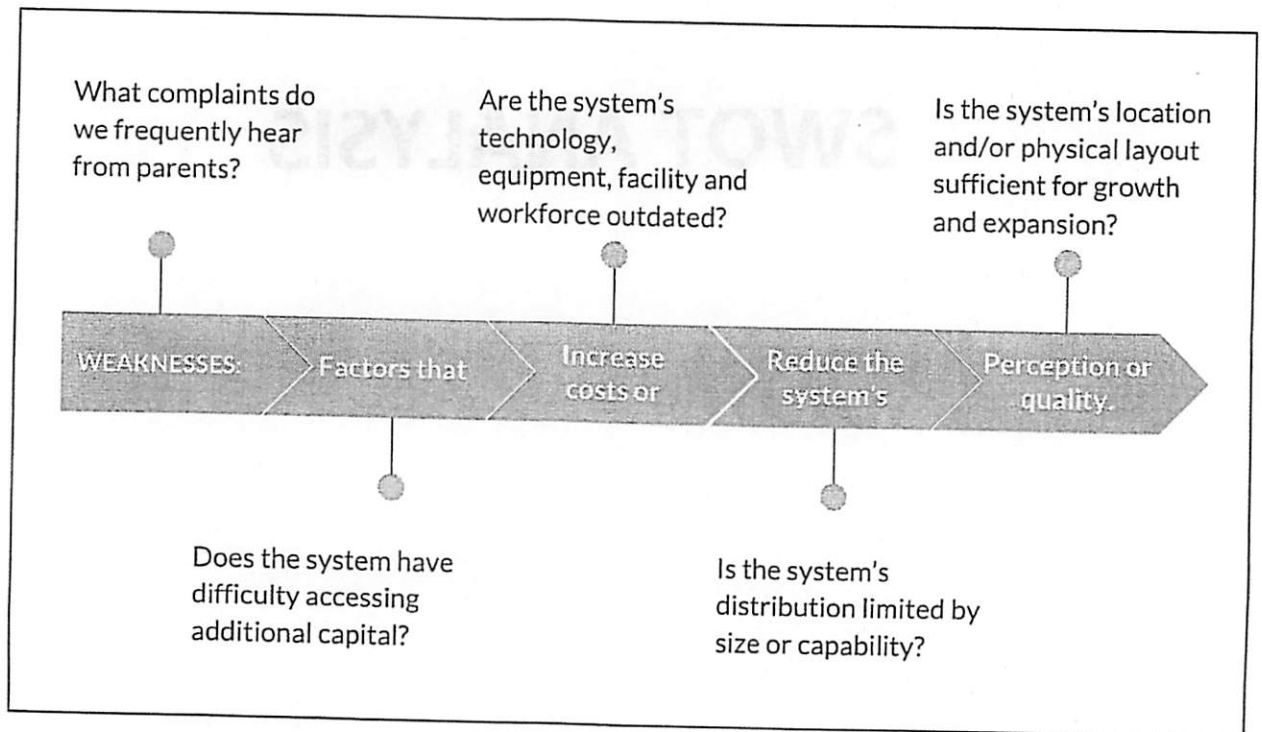 SWOT ANALYSIS
What complaints do
we frequently hear
from parents?
Are the system's
technology,
equipment, facility and
workforce outdated?
Is the system's location
and/or physical layout
sufficient for growth
and expansion?
WEAKNESSES:
Factors that
Increase
costs or
Reduce the
system's
Perception or
quality.
Does the system have
difficulty accessing
additional capital?
Is the system's
distribution limited by
size or capability?